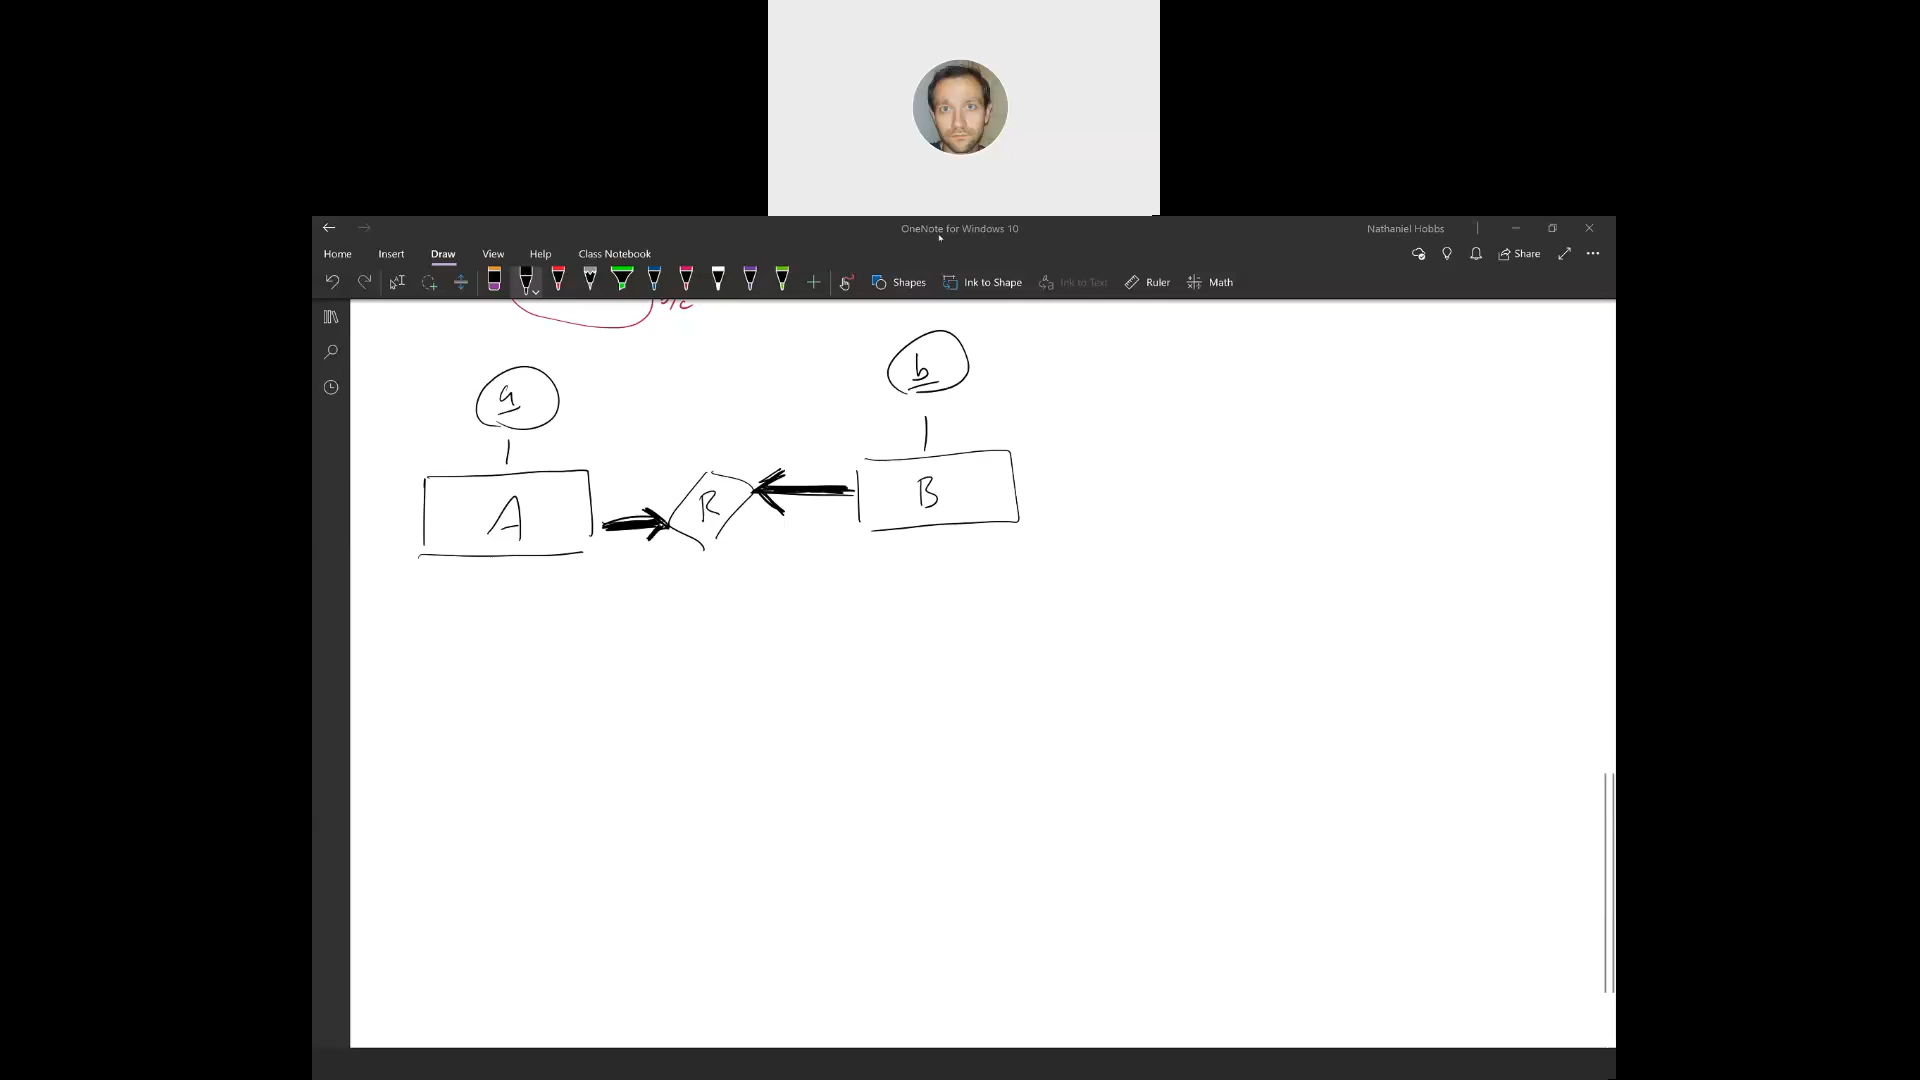 OneNote for Windows 10
Nathaniel Hobbs
Home Insert Draw View Help Class Notebook
Share
Shapes Ink to Shape Ink to Text Ruler Math
b
a
A R B